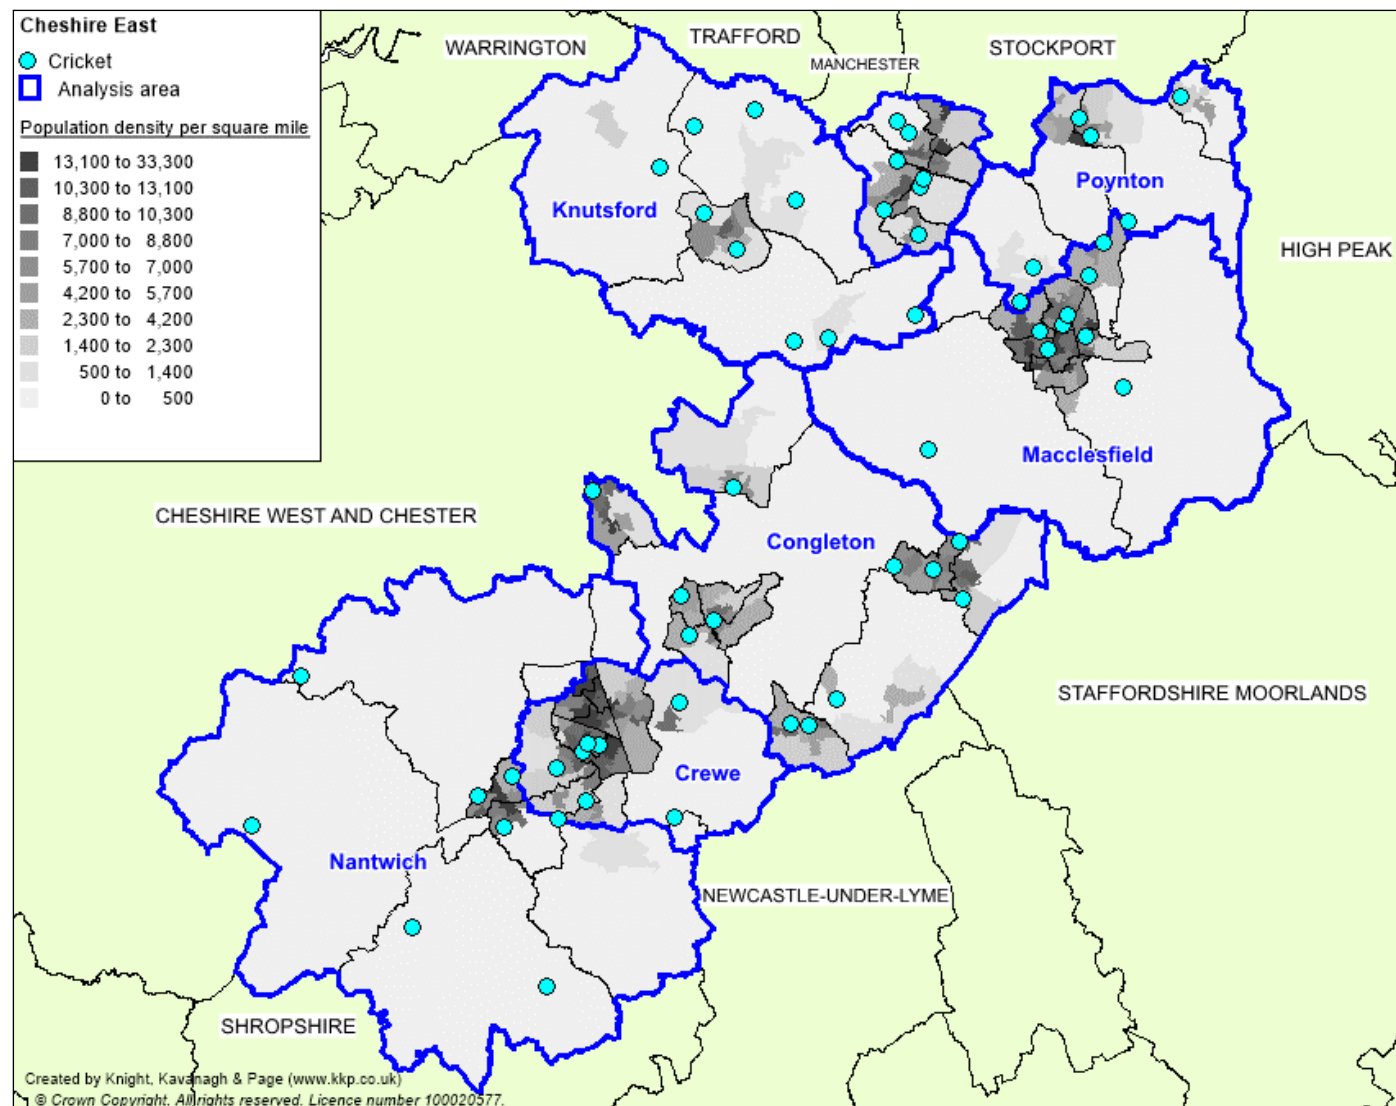 Cheshire East
Cricket
Analysis area
Population density per square mile
13,100 to 33,300
10,300 to 13,100
8,800 to 10,300
7,000 to 8,800
5,700 to 7,000
4,200 to 5,700
2,300 to 4,200
1,400 to 2,300
500 to 1,400
0 to 500
WARRINGTON
TRAFFORD
MANCHESTER
STOCKPORT
Poynton
Knutsford
HIGH PEAK
Macclesfield
CHESHIRE WEST AND CHESTER
Congleton
STAFFORDSHIRE MOORLANDS
Crewe
Nantwich
NEWCASTLE-UNDER-LYME
SHROPSHIRE
Created by Knight, Kavanagh & Page (www.kkp.co.uk)
© Crown Copyright. All rights reserved. Licence number 100020577.